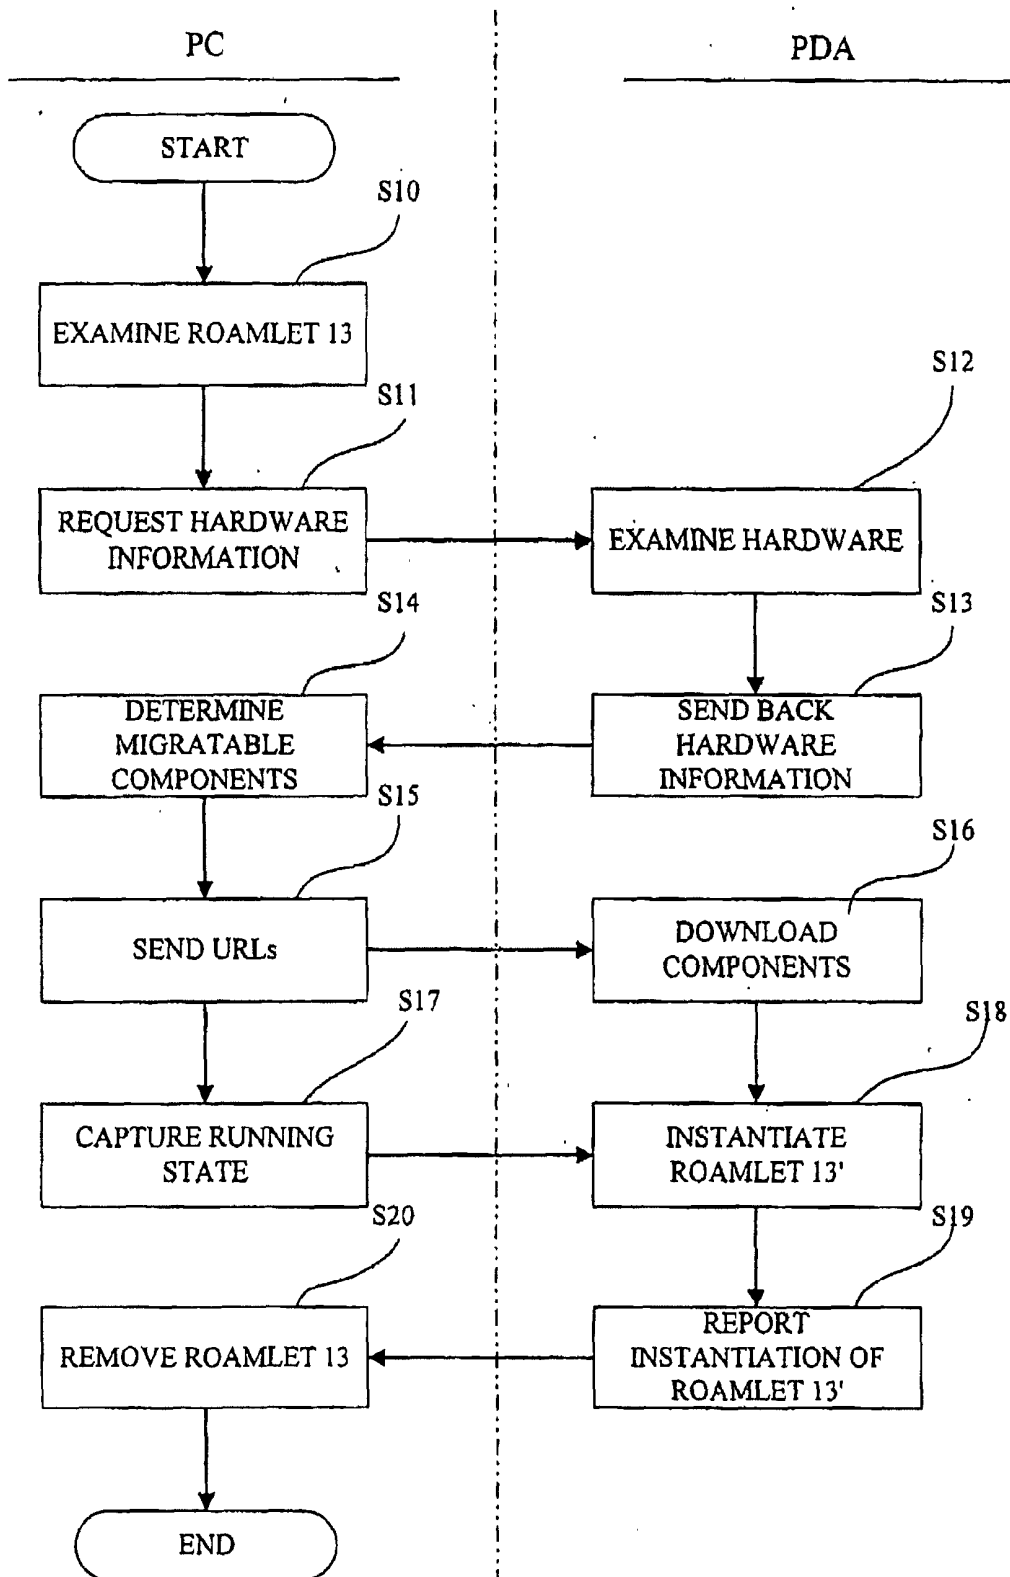 PC
PDA
START
S10
EXAMINE ROAMLET 13
S11
S12
REQUEST HARDWARE
INFORMATION
EXAMINE HARDWARE
S14
S13
DETERMINE
MIGRATABLE
COMPONENTS
SEND BACK
HARDWARE
INFORMATION
S15
S16
SEND URLs
DOWNLOAD
COMPONENTS
S17
S18
CAPTURE RUNNING
STATE
INSTANTIATE
ROAMLET 13'
S20
S19
REMOVE ROAMLET 13
REPORT
INSTANTIATION OF
ROAMLET 13'
END